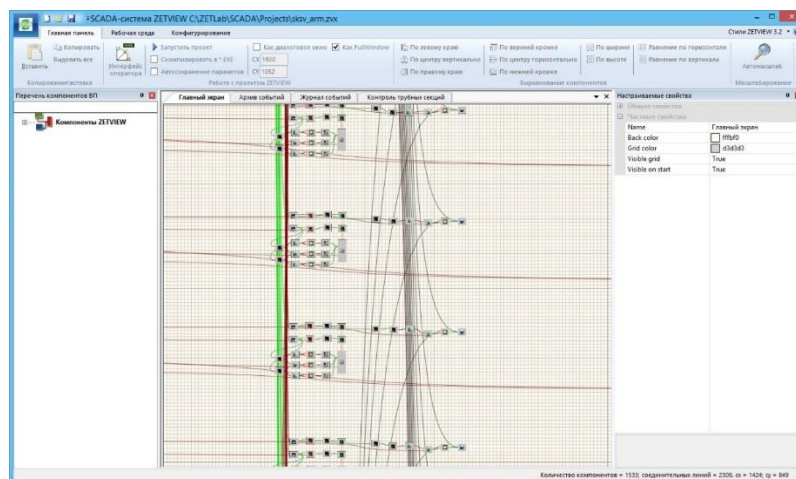 SCADA-система ZETVIEW C:\ZETLab\SCADA\Projects\sksv_arm.zvx
Главная панель Рабочая среда Конфигурирование
Стили ZETVIEW 3.2
Вставить
Копировать
Выделить все
Копирование/вставка
Интерфейс оператора
Запустить проект
Скомпилировать в *.EXE
Автосохранение параметов
Как диалоговое окно Как FullWindow
CX 1920
CY 1052
Работа с проектом ZETVIEW
По левому краю
По центру вертикально
По правому краю
По верхней кромке
По центру горизонтально
По нижней кромке
По ширине
По высоте
Равнение по горизонтали
Равнение по вертикали
Выравнивание компонентов
Автомасштаб
Масштабирование
Перечень компонентов ВП
Компоненты ZETVIEW
Главный экран Архив событий Журнал событий Контроль трубных секций
Настраиваемые свойства
Общие свойства
Частные свойства
Name Главный экран
Back color fffbf0
Grid color d3d3d3
Visible grid True
Visible on start True
Количество компонентов = 1533; соединительных линий = 2308. cx = 1424; cy = 849